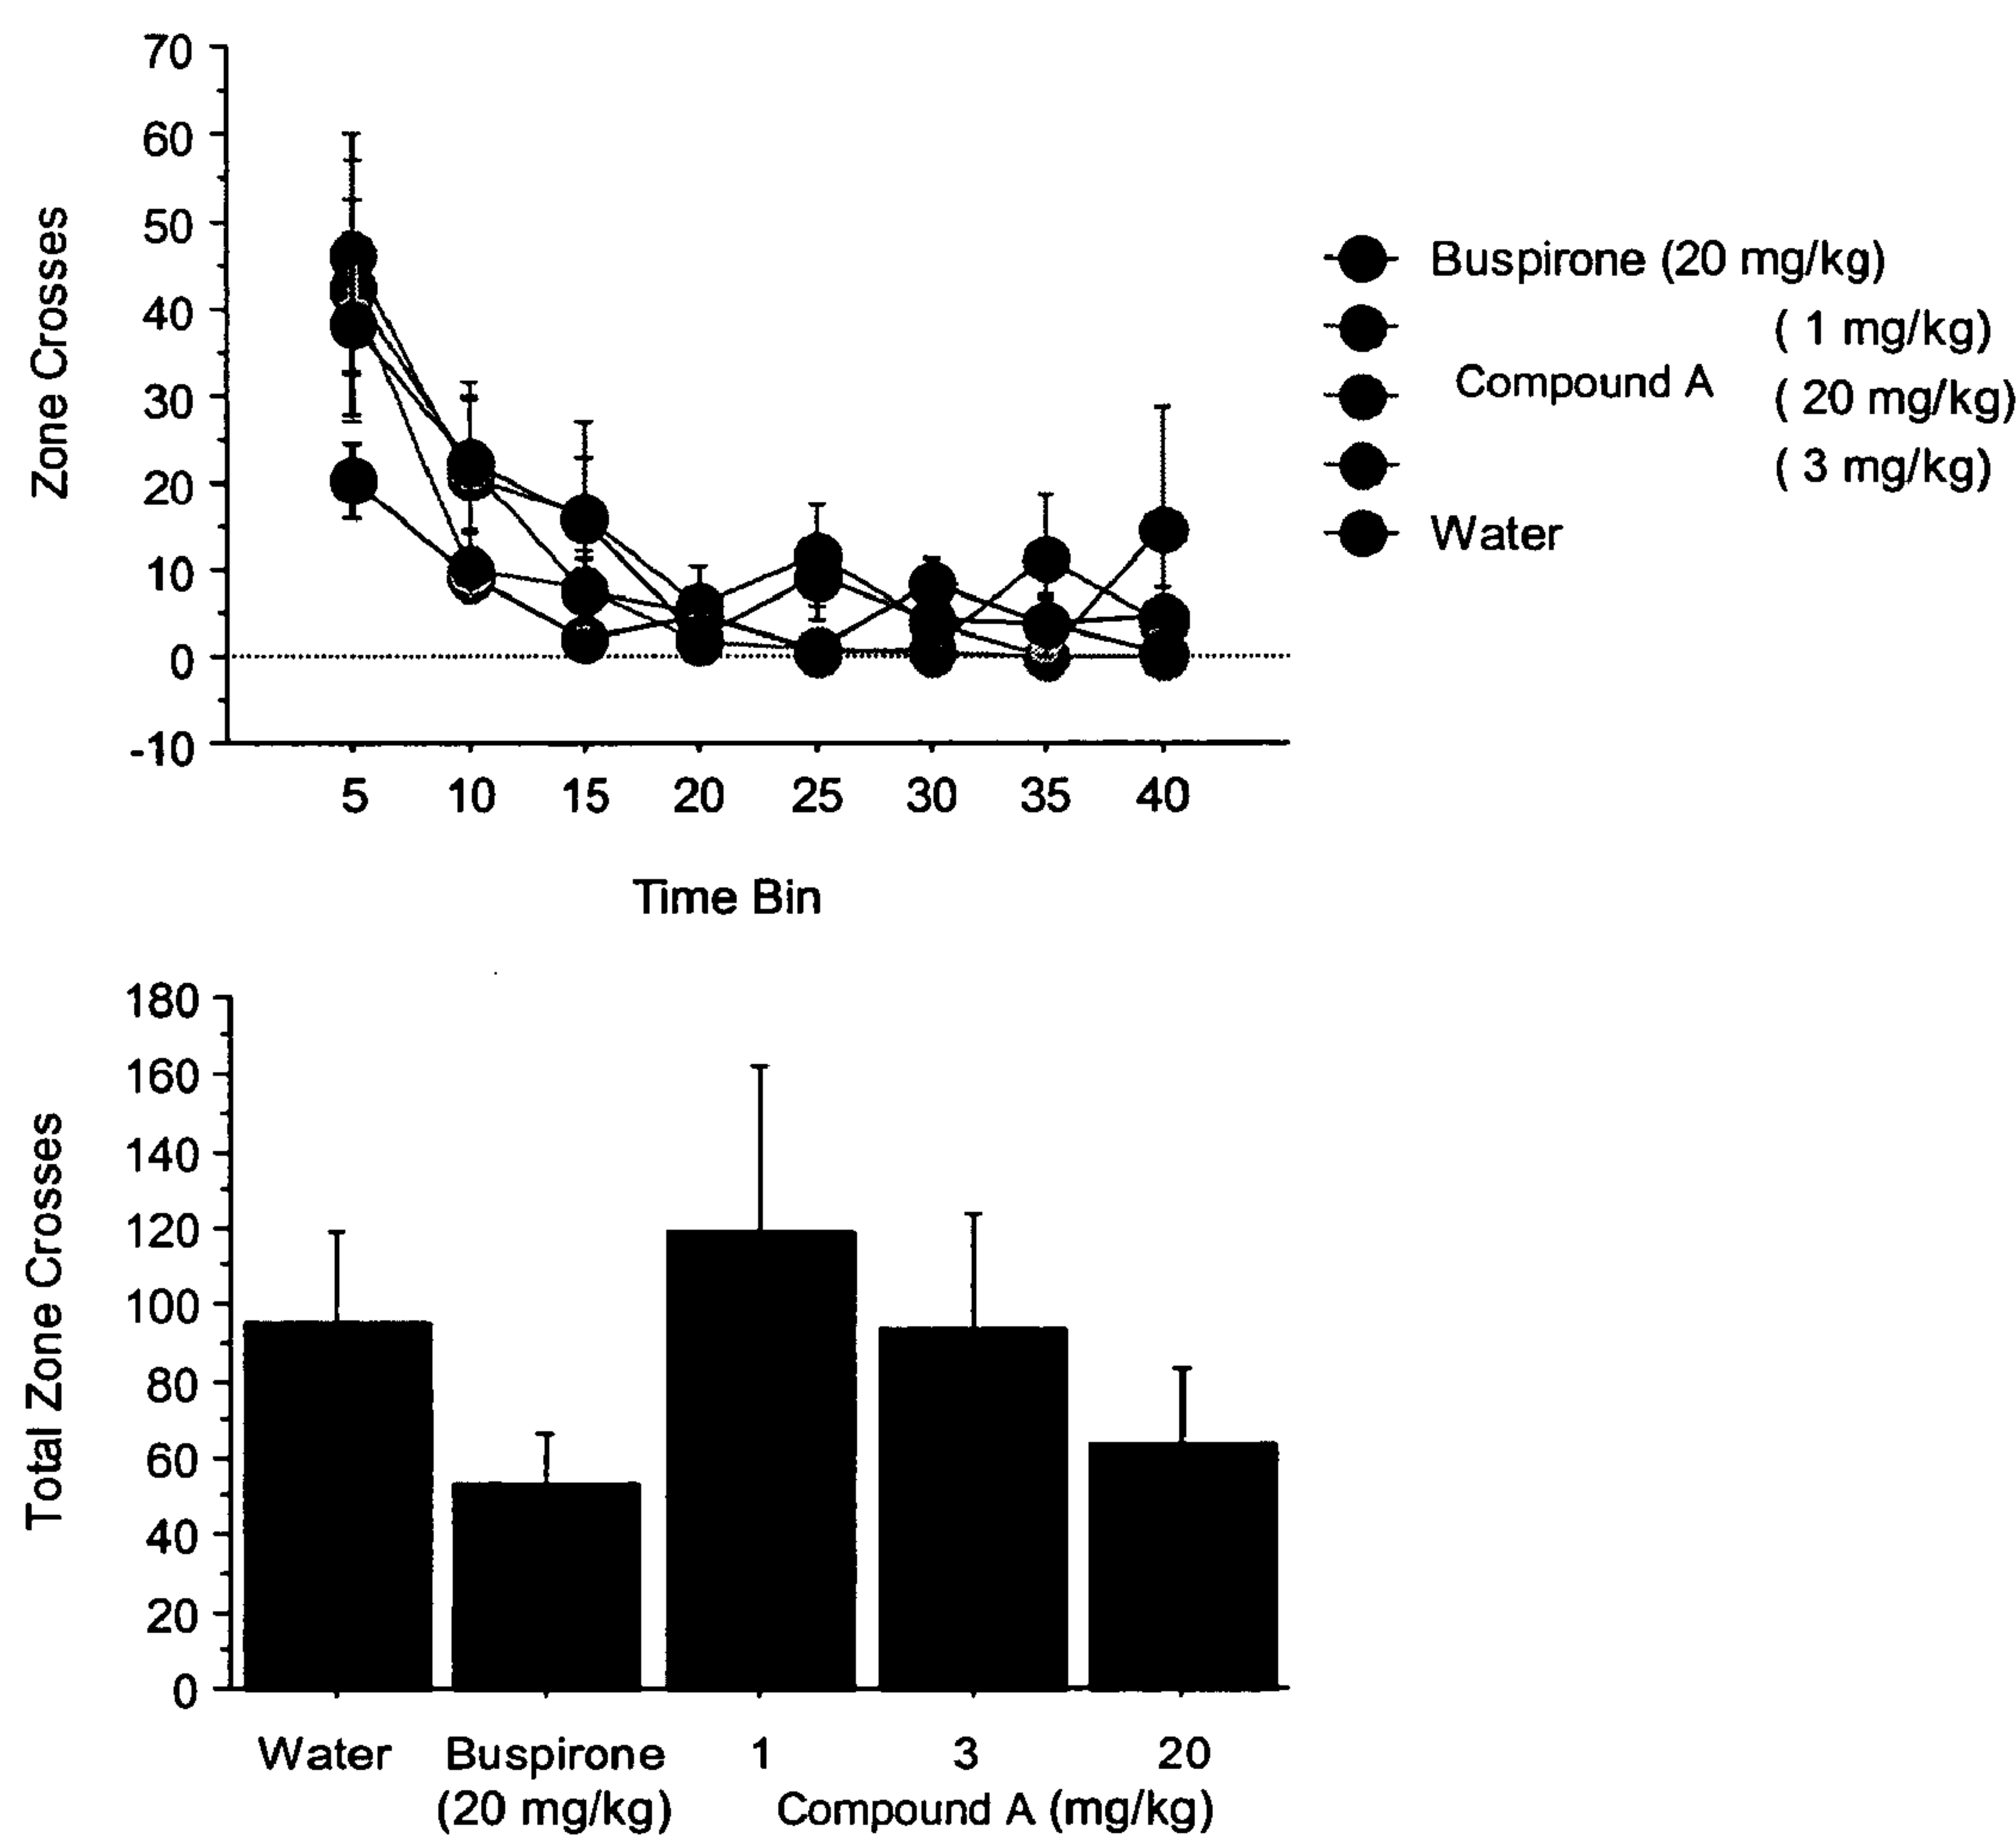 70
60
50
40
30
20
10
0
-10
Zone Crosses
5 10 15 20 25 30 35 40
Time Bin
Buspirone (20 mg/kg)
( 1 mg/kg)
Compound A
( 20 mg/kg)
( 3 mg/kg)
Water
180
160
140
120
100
80
60
40
20
0
Total Zone Crosses
Water Buspirone 1 3 20
(20 mg/kg) Compound A (mg/kg)